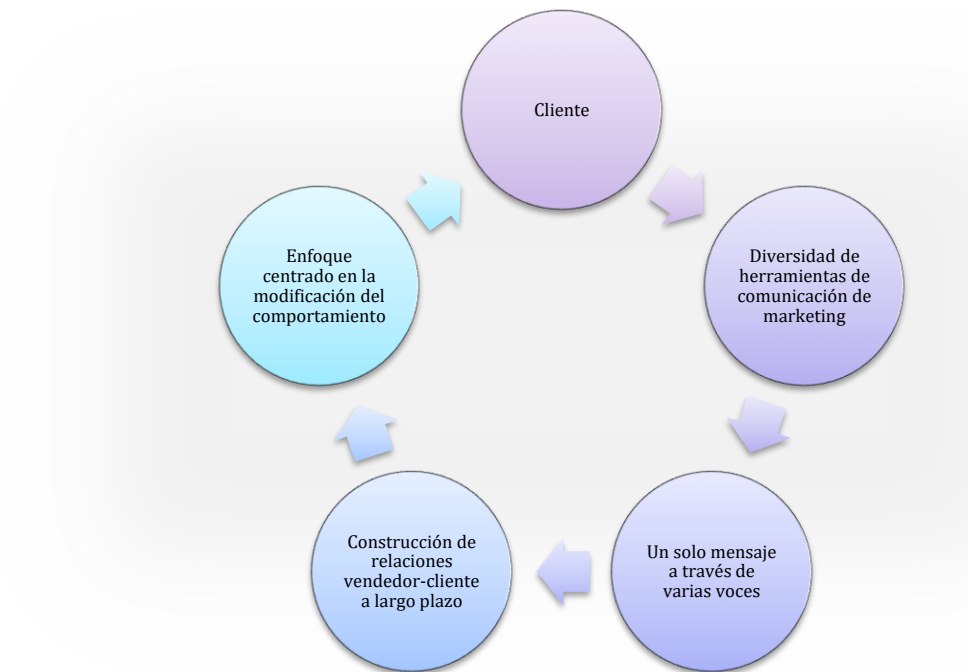 Cliente
Diversidad de
herramientas de
comunicación de
marketing
Un solo mensaje
a través de
varias voces
Construcción de
relaciones
vendedor-cliente
a largo plazo
Enfoque
centrado en la
modificación del
comportamiento